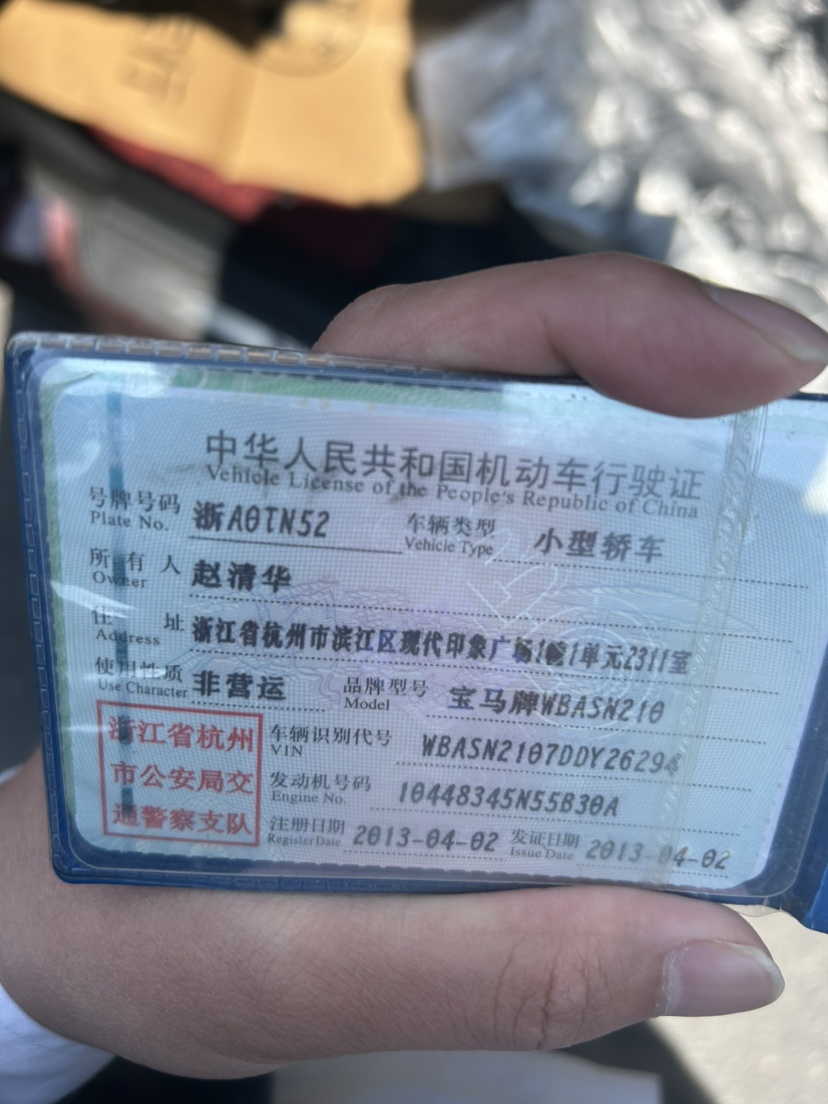 中华人民共和国机动车行驶证
Vehicle License of the People's Republic of China
号牌号码 浙A0TN52 车辆类型 小型轿车
Plate No. Vehicle Type
所有人 赵清华
Owner
住址 浙江省杭州市滨江区现代印象广场1幢1单元2311室
Address
使用性质 非营运 品牌型号 宝马牌WBASN210
Use Character Model
浙江省杭州
市公安局交
通警察支队
车辆识别代号 WBASN2107DDY26294
VIN
发动机号码 10448345N55B30A
Engine No.
注册日期 2013-04-02 发证日期 2013-04-02
Register Date Issue Date